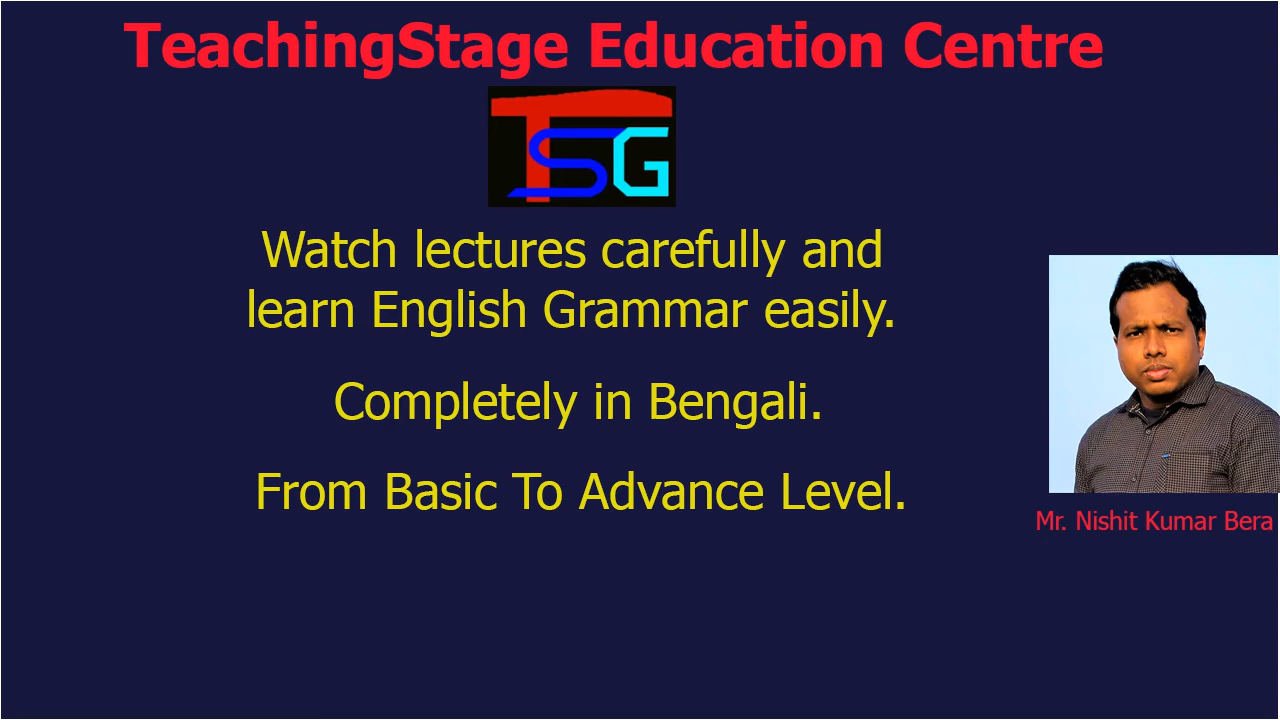 TeachingStage Education Centre
TSG
Watch lectures carefully and
learn English Grammar easily.
Completely in Bengali.
From Basic To Advance Level.
Mr. Nishit Kumar Bera